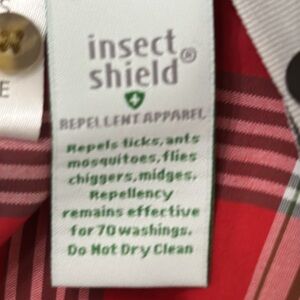 insect
shield®
REPELLENT APPAREL
Repels ticks, ants
mosquitoes, flies
chiggers, midges.
Repellency
remains effective
for 70 washings.
Do Not Dry Clean
S
E